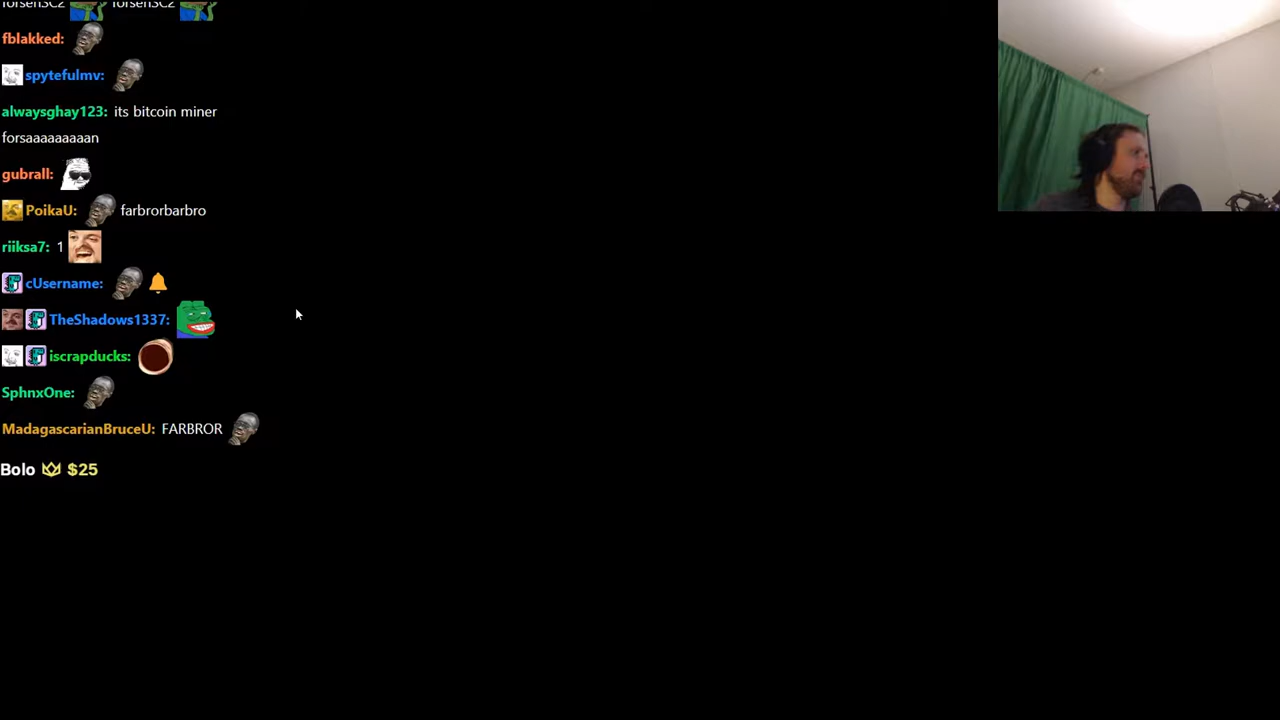 forsenSC2 forsenSC2
fblakked:
spytefulmv:
alwaysghay123: its bitcoin miner
forsaaaaaaaaan
gubrall:
PoikaU: farbrorbarbro
riiksa7: 1
cUsername:
TheShadows1337:
iscrapducks:
SphnxOne:
MadagascarianBruceU: FARBROR
Bolo $25